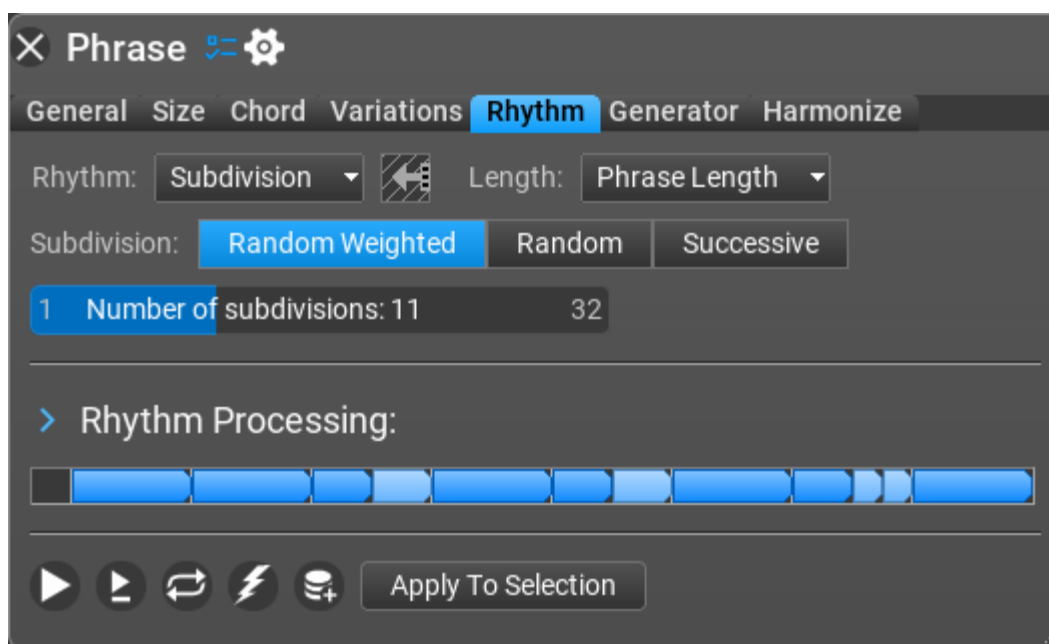 Phrase
General Size Chord Variations Rhythm Generator Harmonize
Rhythm: Subdivision Length: Phrase Length
Subdivision: Random Weighted Random Successive
1 Number of subdivisions: 11 32
Rhythm Processing:
Apply To Selection